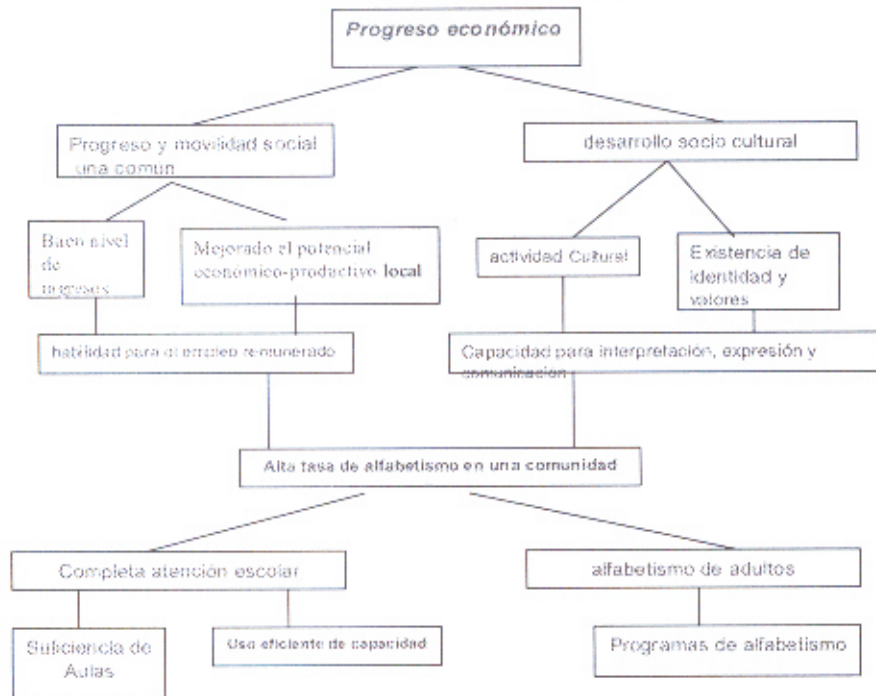 Progreso económico
Progreso y movilidad social
una comun
desarrollo socio cultural
Buen nivel
de
ingresos
Mejorado el potencial
económico-productivo local
actividad Cultural
Existencia de
identidad y
valores
habilidad para el empleo remunerado
Capacidad para interpretación, expresión y
comunicación
Alta tasa de alfabetismo en una comunidad
Completa atención escolar
alfabetismo de adultos
Suficiencia de
Aulas
Uso eficiente de capacidad
Programas de alfabetismo